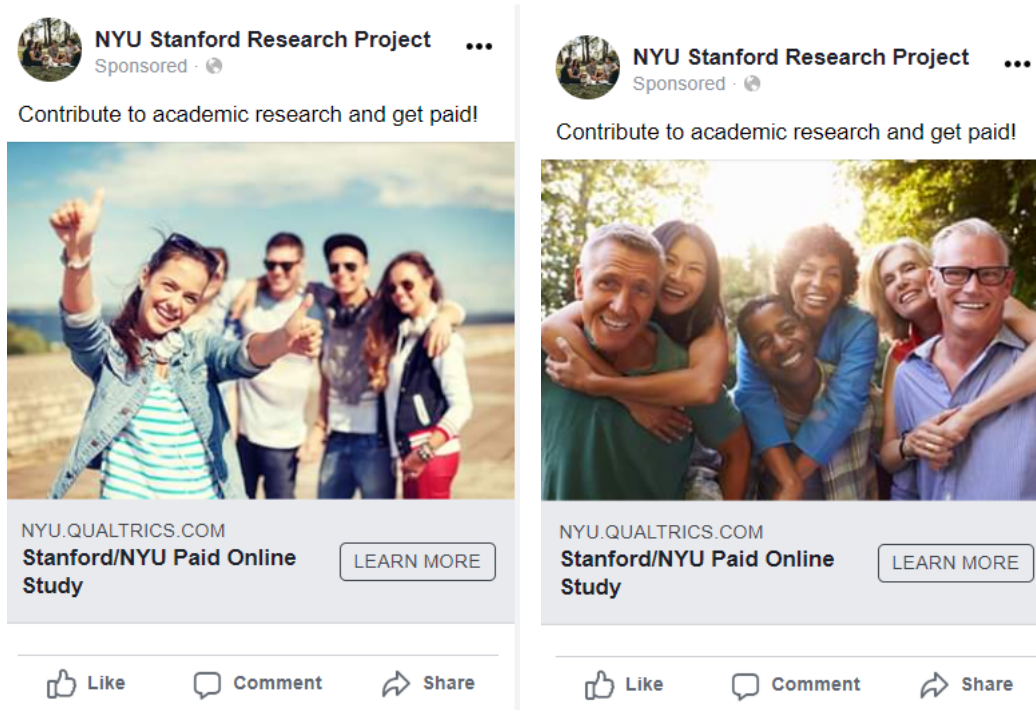 NYU Stanford Research Project
Sponsored ·
Contribute to academic research and get paid!
NYU.QUALTRICS.COM
Stanford/NYU Paid Online
Study
LEARN MORE
Like
Comment
Share
NYU Stanford Research Project
Sponsored ·
Contribute to academic research and get paid!
NYU.QUALTRICS.COM
Stanford/NYU Paid Online
Study
LEARN MORE
Like
Comment
Share